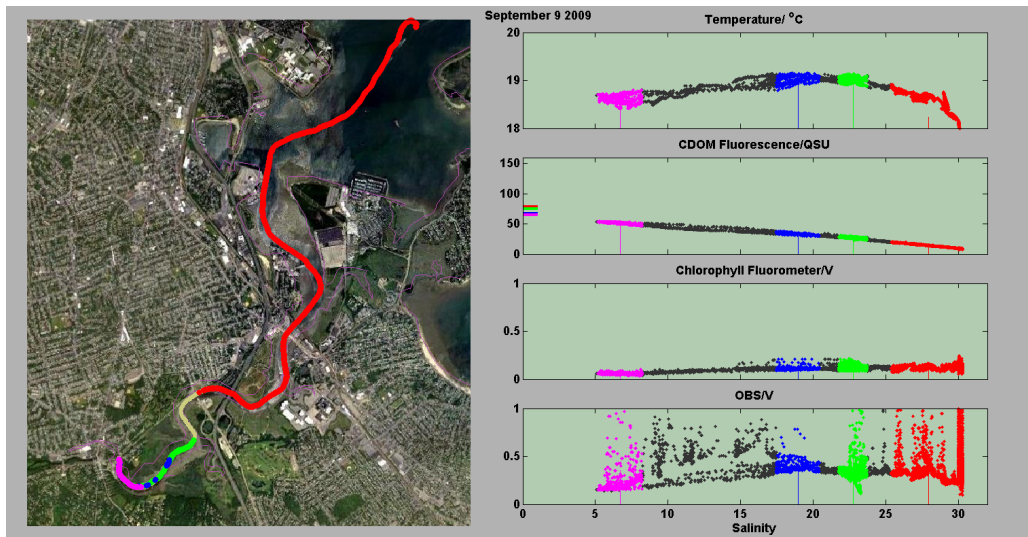 September 9 2009
Temperature/ °C
20
19
18
CDOM Fluorescence/QSU
150
100
50
0
Chlorophyll Fluorometer/V
1
0.5
0
OBS/V
1
0.5
0
0 5 10 15 20 25 30
Salinity